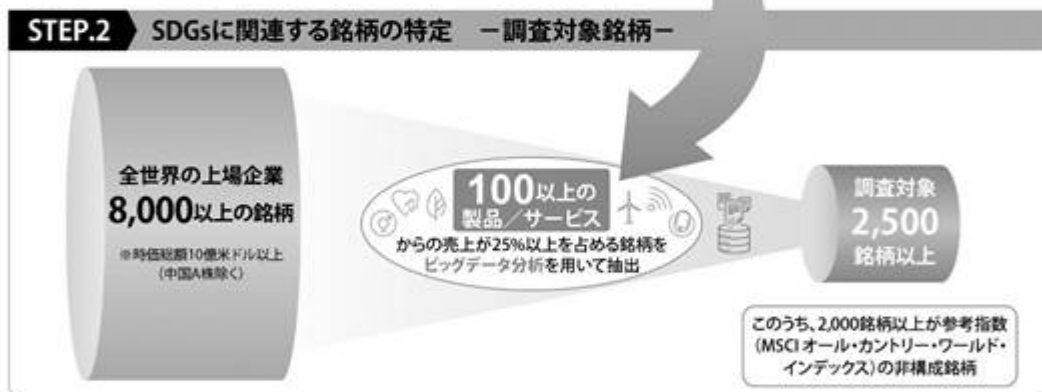 STEP.2 SDGsに関連する銘柄の特定 －調査対象銘柄－
全世界の上場企業
8,000以上の銘柄
※時価総額10億米ドル以上
（中国A株除く）
100以上の
製品／サービス
からの売上が25%以上を占める銘柄を
ビッグデータ分析を用いて抽出
調査対象
2,500
銘柄以上
このうち、2,000銘柄以上が参考指数
（MSCI オール・カントリー・ワールド・
インデックス）の非構成銘柄